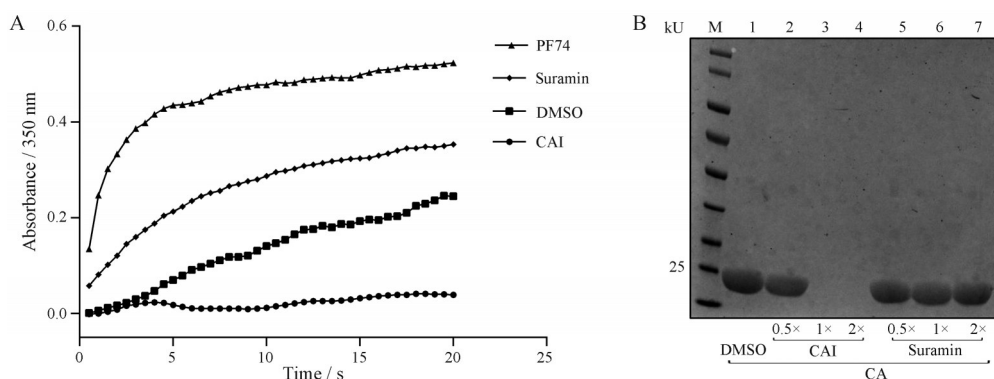 A
0.6
0.4
0.2
0.0
Absorbance / 350 nm
0 5 10 15 20 25
Time / s
PF74
Suramin
DMSO
CAI
B
kU M 1 2 3 4 5 6 7
25
0.5× 1× 2× 0.5× 1× 2×
DMSO CAI Suramin
CA